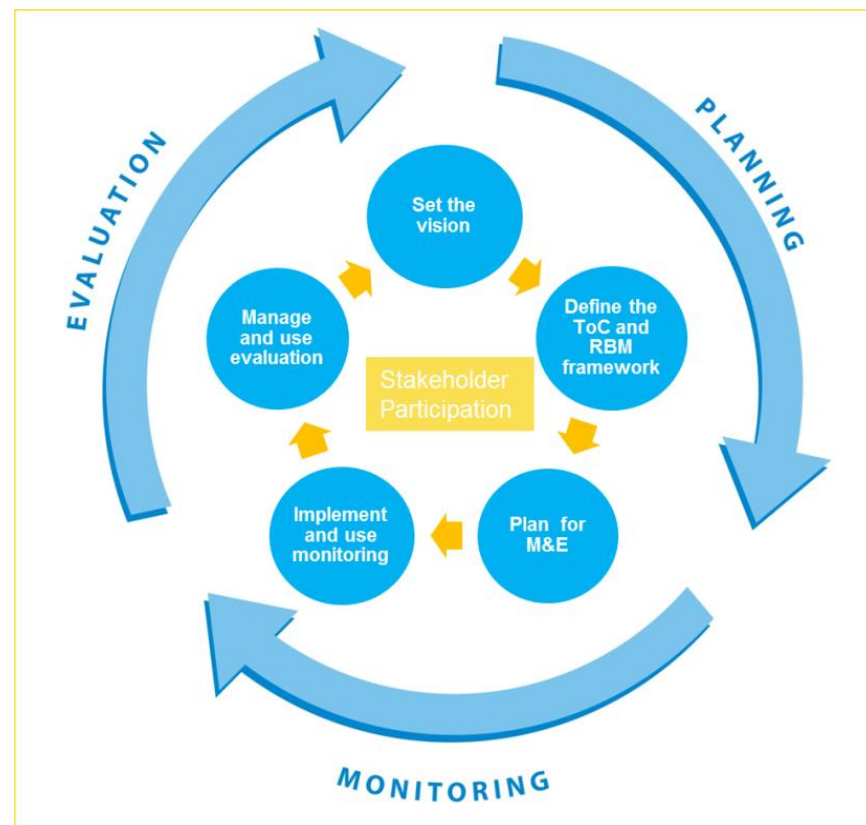 EVALUATION
PLANNING
Set the
vision
Define the
ToC and
RBM
framework
Manage
and use
evaluation
Stakeholder
Participation
Plan for
M&E
Implement
and use
monitoring
MONITORING